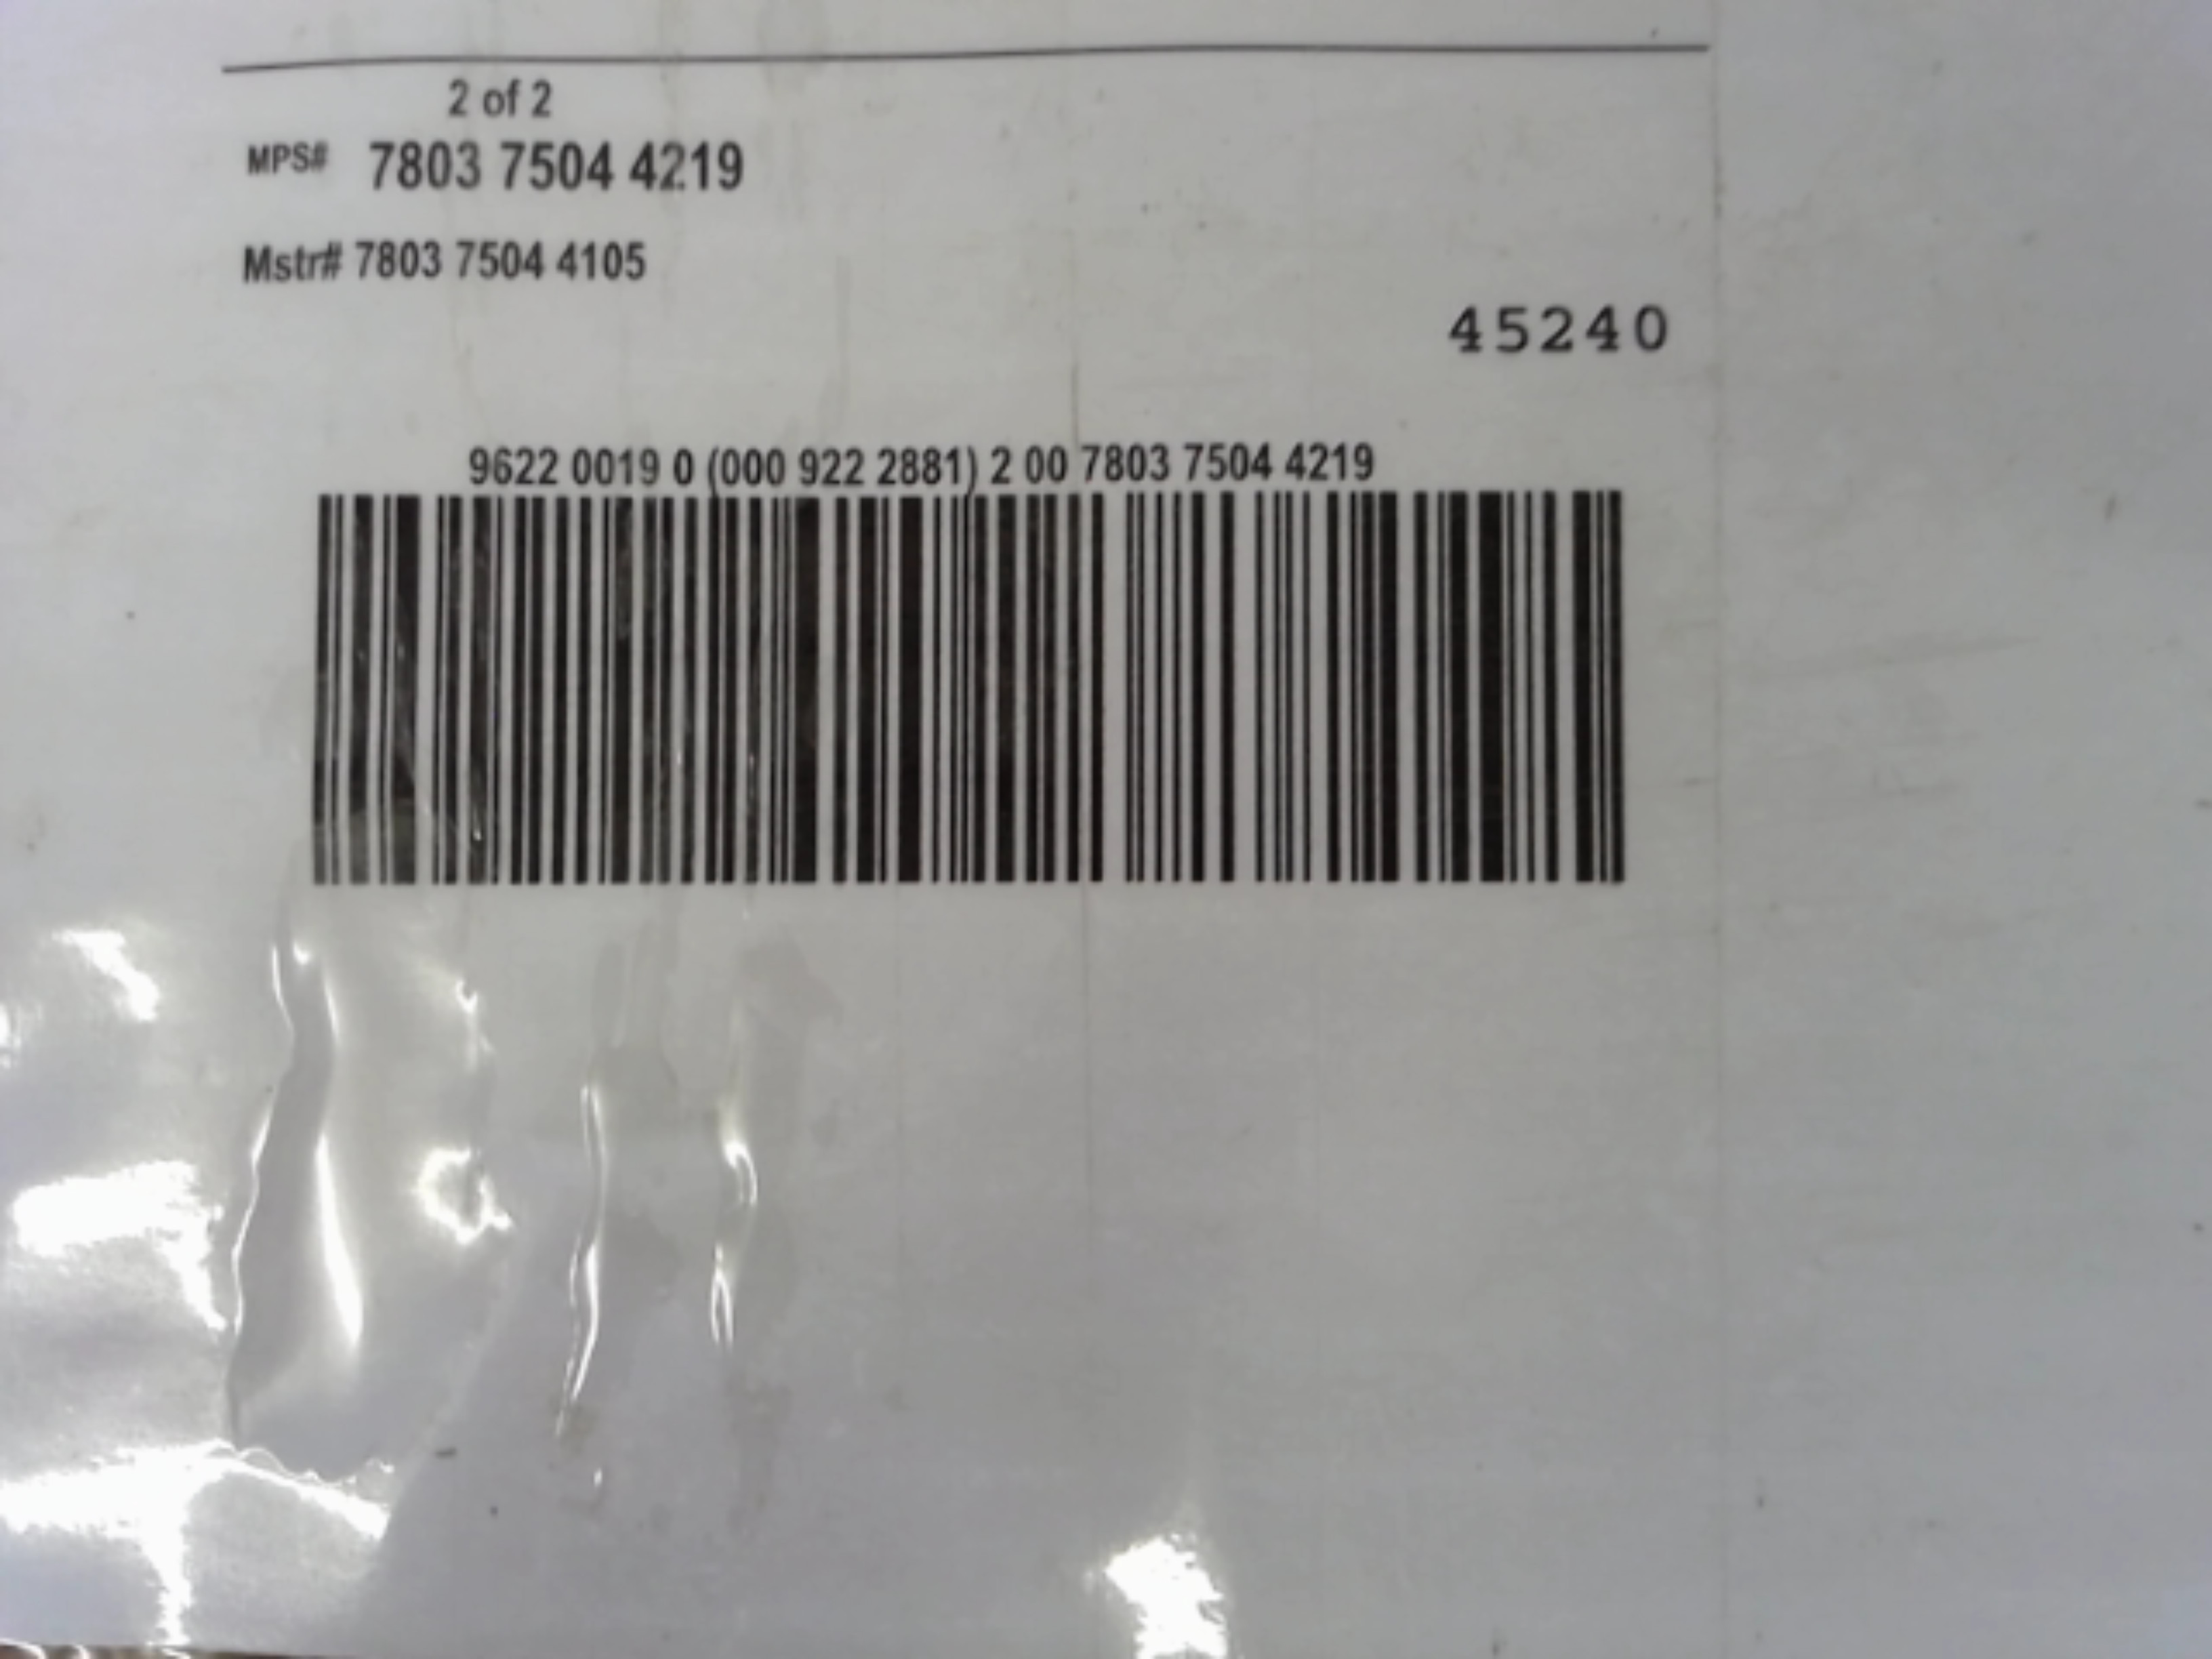 2 of 2
MPS# 7803 7504 4219
Mstr# 7803 7504 4105
45240
9622 0019 0 (000 922 2881) 2 00 7803 7504 4219